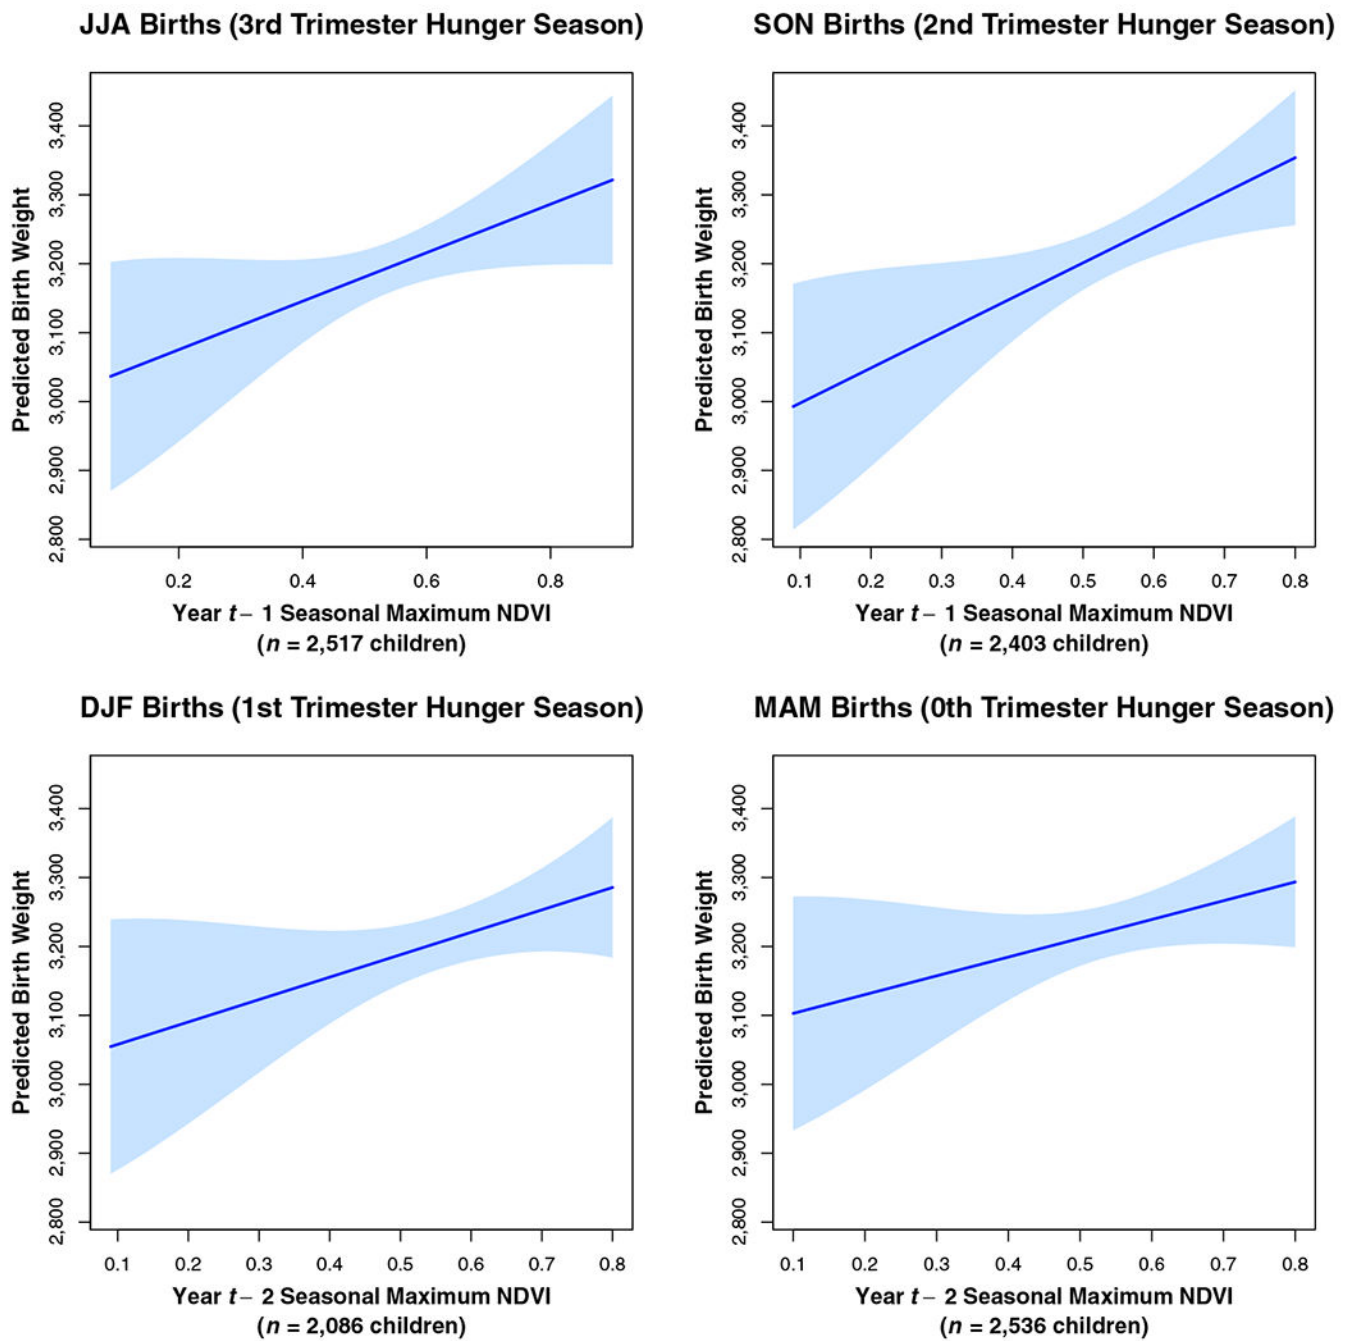 JJA Births (3rd Trimester Hunger Season)
Predicted Birth Weight
3,400
3,300
3,200
3,100
3,000
2,900
2,800
0.2 0.4 0.6 0.8
Year t – 1 Seasonal Maximum NDVI
(n = 2,517 children)
SON Births (2nd Trimester Hunger Season)
Predicted Birth Weight
3,400
3,300
3,200
3,100
3,000
2,900
2,800
0.1 0.2 0.3 0.4 0.5 0.6 0.7 0.8
Year t – 1 Seasonal Maximum NDVI
(n = 2,403 children)
DJF Births (1st Trimester Hunger Season)
Predicted Birth Weight
3,400
3,300
3,200
3,100
3,000
2,900
2,800
0.1 0.2 0.3 0.4 0.5 0.6 0.7 0.8
Year t – 2 Seasonal Maximum NDVI
(n = 2,086 children)
MAM Births (0th Trimester Hunger Season)
Predicted Birth Weight
3,400
3,300
3,200
3,100
3,000
2,900
2,800
0.1 0.2 0.3 0.4 0.5 0.6 0.7 0.8
Year t – 2 Seasonal Maximum NDVI
(n = 2,536 children)